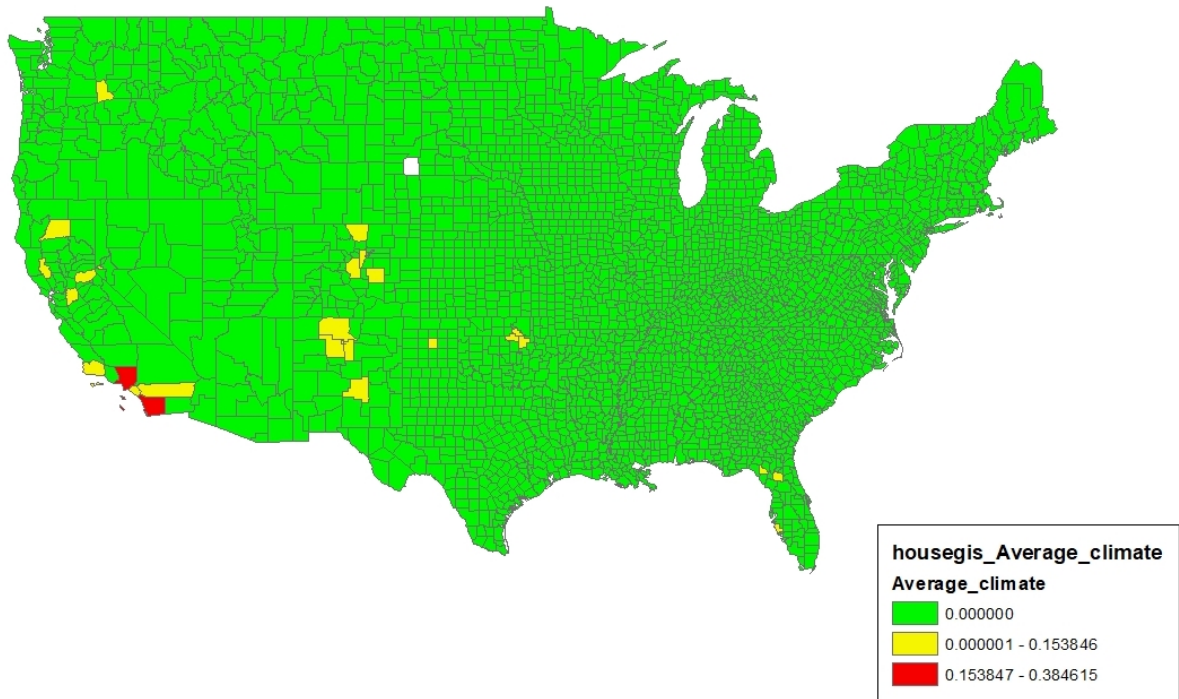 housegis_Average_climate
Average_climate
0.000000
0.000001 - 0.153846
0.153847 - 0.384615